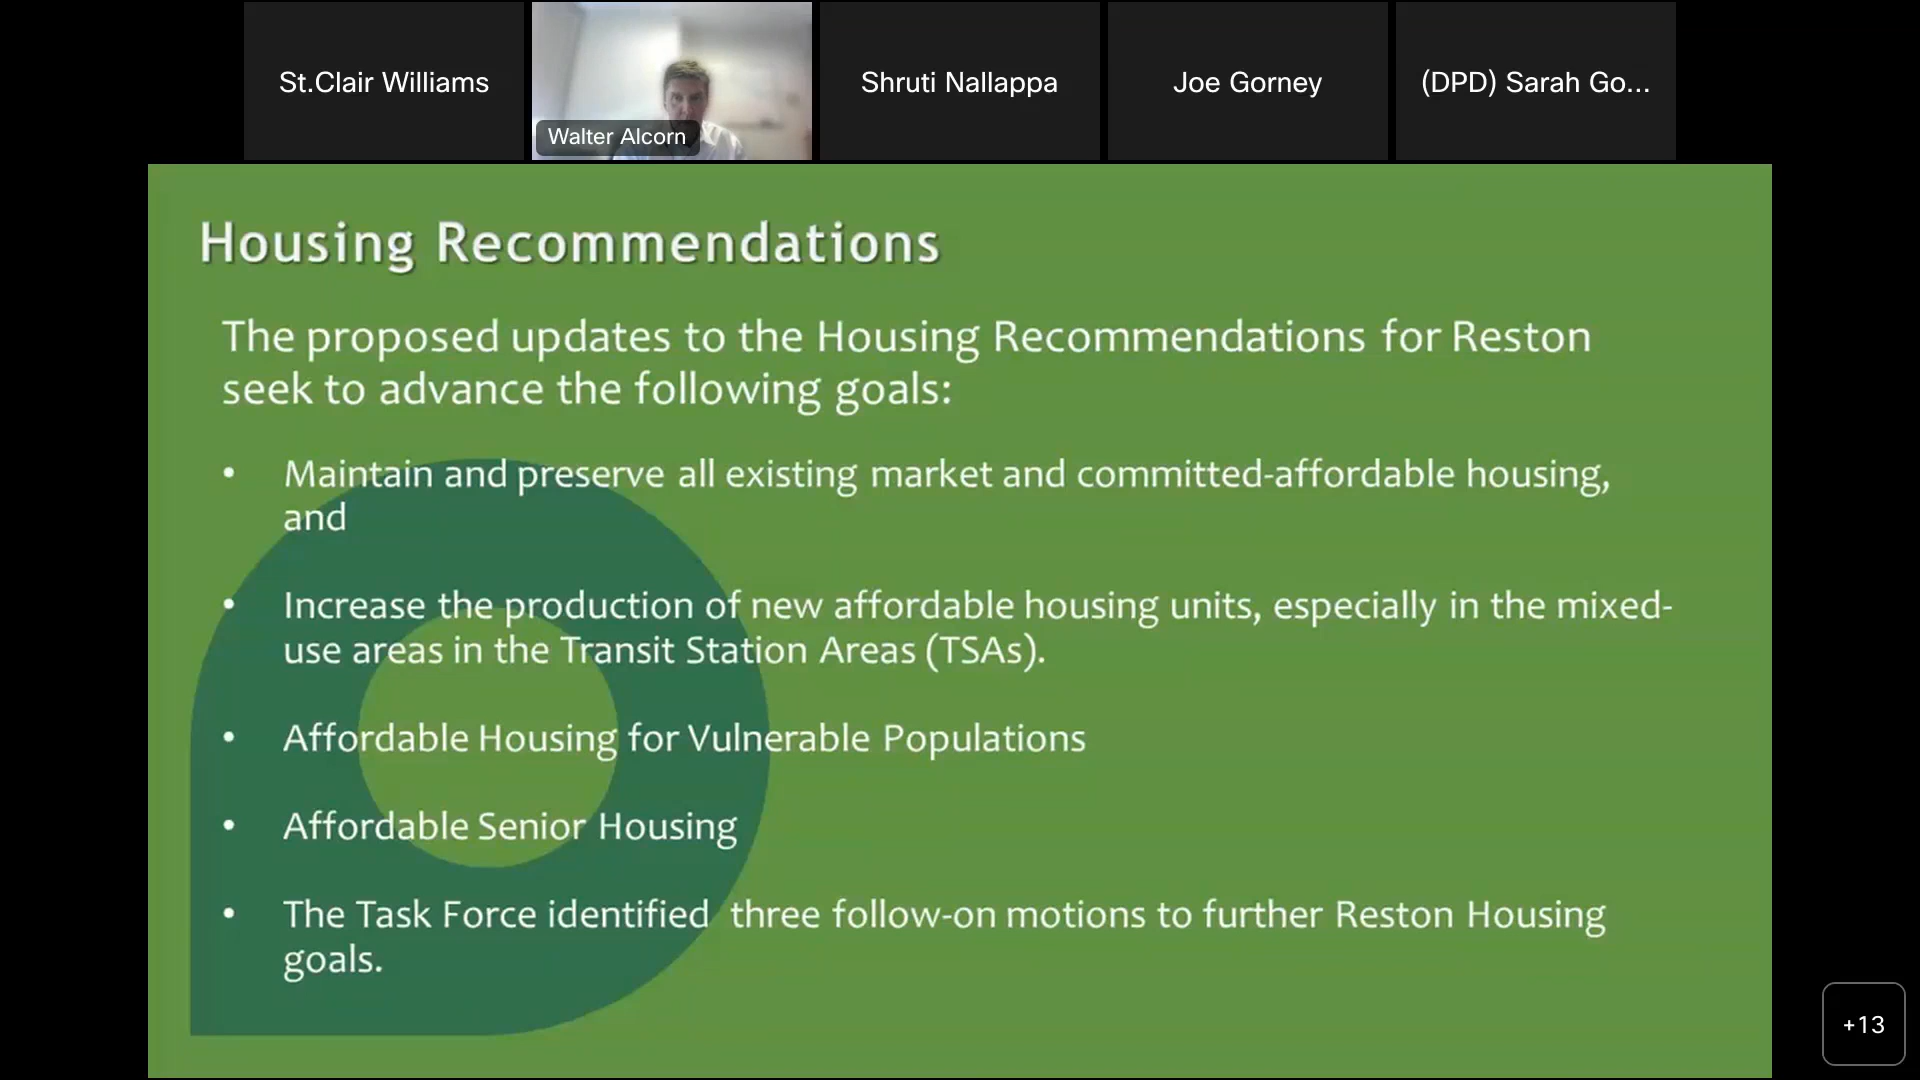 St.Clair Williams
Walter Alcorn
Shruti Nallappa
Joe Gorney
(DPD) Sarah Go...
Housing Recommendations
The proposed updates to the Housing Recommendations for Reston
seek to advance the following goals:
• Maintain and preserve all existing market and committed-affordable housing,
and
• Increase the production of new affordable housing units, especially in the mixed-
use areas in the Transit Station Areas (TSAs).
• Affordable Housing for Vulnerable Populations
• Affordable Senior Housing
• The Task Force identified three follow-on motions to further Reston Housing
goals.
+13